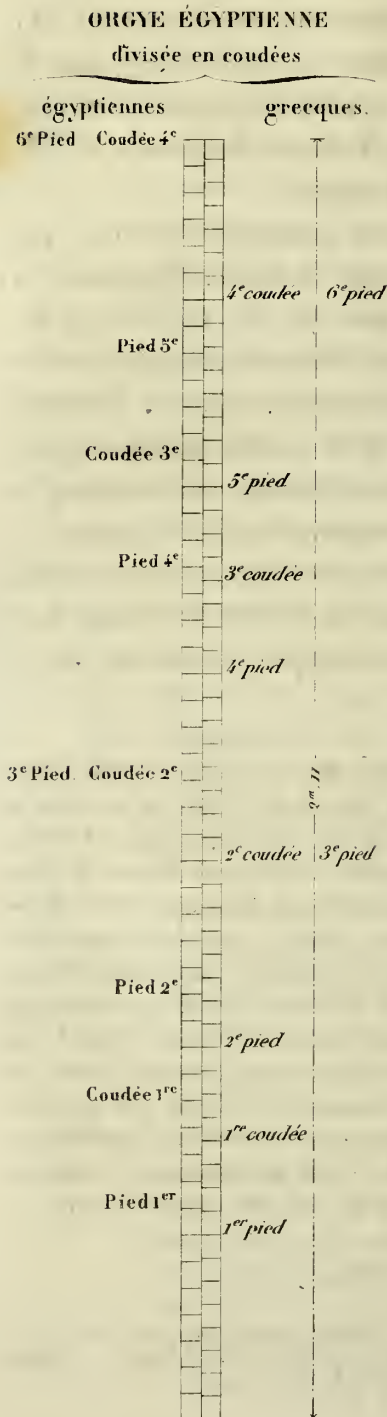 ORGYE ÉGYPTIENNE
divisée en coudées
égyptiennes grecques.
6e Pied Coudée 4e
4e coudée 6e pied
Pied 5e
Coudée 3e
5e pied
Pied 4e
3e coudée
4e pied
3e Pied. Coudée 2e
2m. 11
2e coudée 3e pied
Pied 2e
2e pied
Coudée 1re
1re coudée
Pied 1er
1er pied